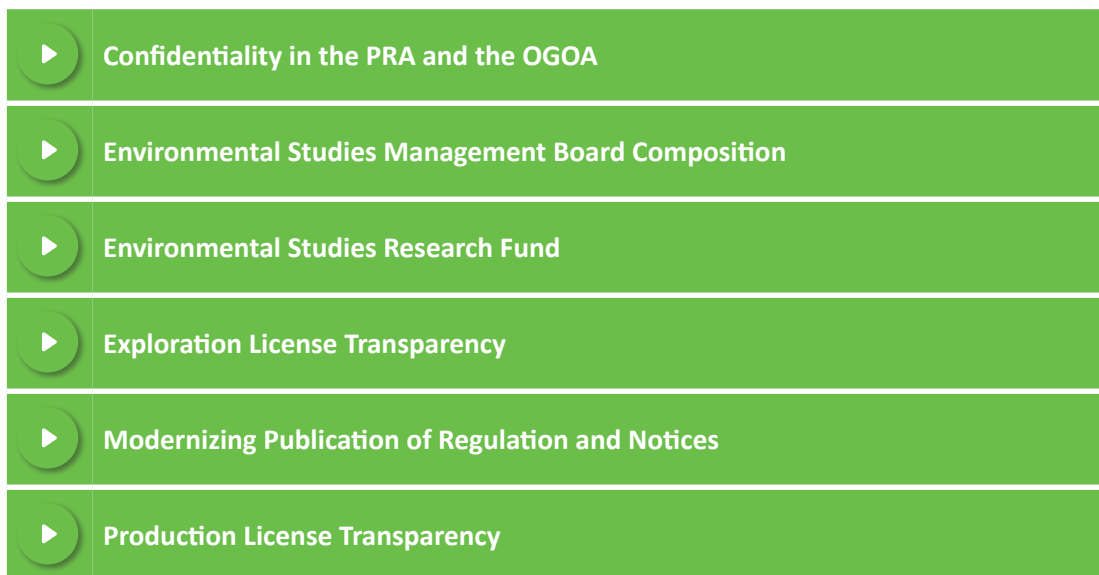 Confidentiality in the PRA and the OGOA
Environmental Studies Management Board Composition
Environmental Studies Research Fund
Exploration License Transparency
Modernizing Publication of Regulation and Notices
Production License Transparency